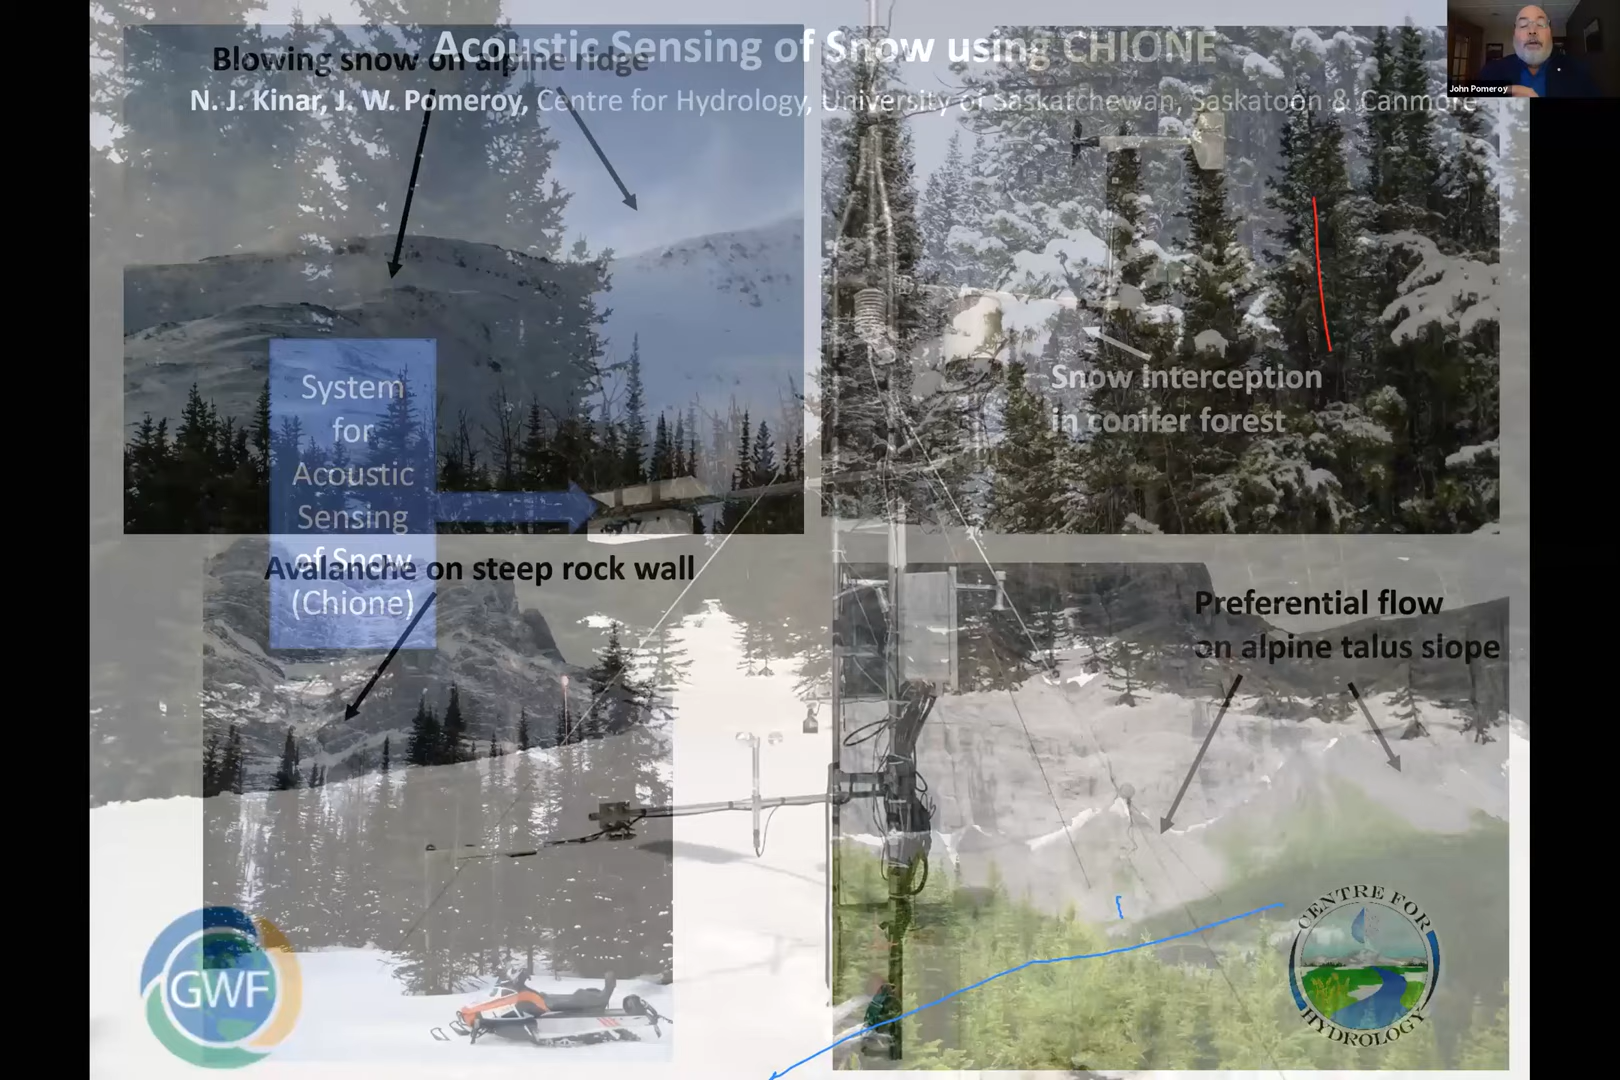 Acoustic Sensing of Snow using CHIONE
Blowing snow on alpine ridge
N. J. Kinar, J. W. Pomeroy, Centre for Hydrology, University of Saskatchewan, Saskatoon & Canmore
John Pomeroy
System
for
Acoustic
Sensing
of Snow
(Chione)
Snow interception
in conifer forest
Avalanche on steep rock wall
Preferential flow
on alpine talus slope
GWF
CENTRE FOR
HYDROLOGY